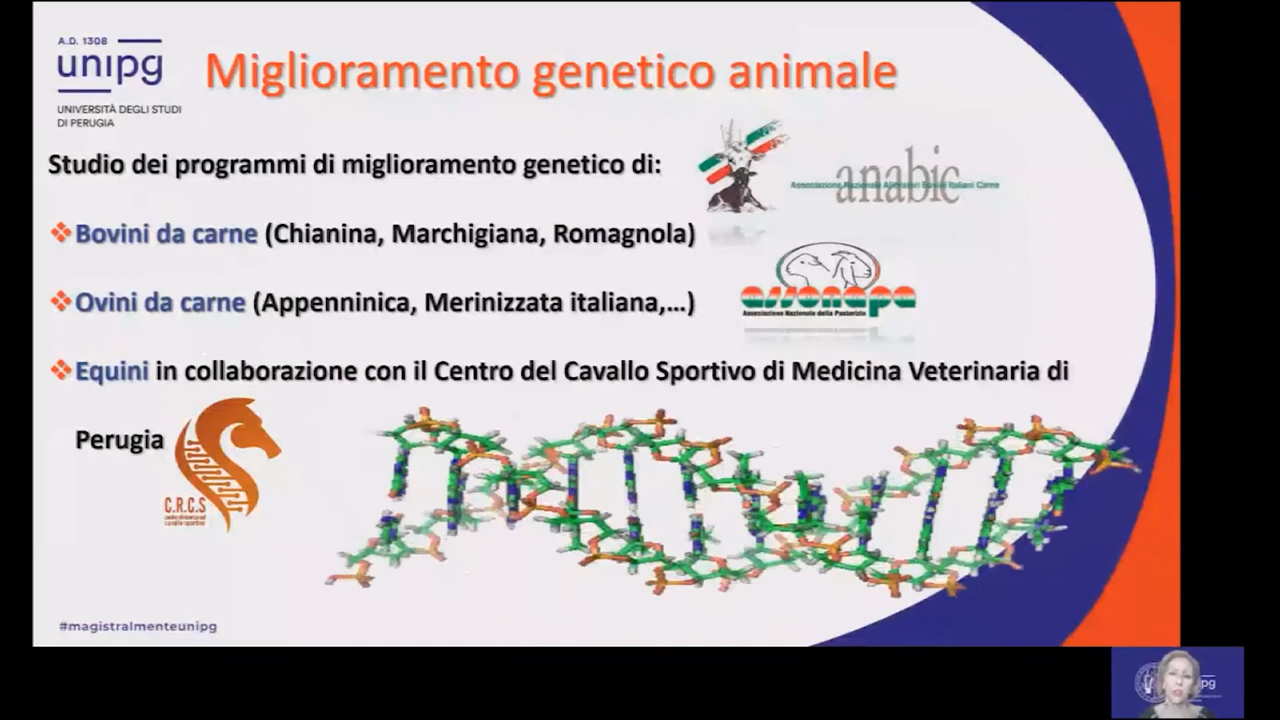 A.D. 1308
unipg
UNIVERSITÀ DEGLI STUDI
DI PERUGIA
Miglioramento genetico animale
Studio dei programmi di miglioramento genetico di:
anabic
Associazione Nazionale Allevatori Bovini Italiani Carne
❖Bovini da carne (Chianina, Marchigiana, Romagnola)
❖Ovini da carne (Appenninica, Merinizzata italiana,...)
assonapa
Associazione Nazionale della Pastorizia
❖Equini in collaborazione con il Centro del Cavallo Sportivo di Medicina Veterinaria di
Perugia
C.R.C.S
#magistralmenteunipg